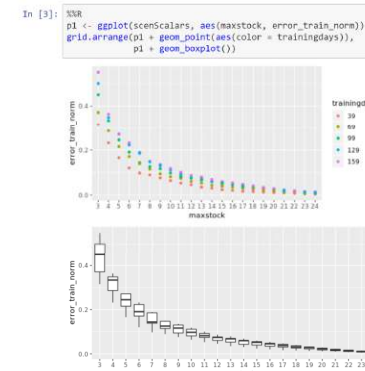 In [3]: %%R
p1 <- ggplot(scenScalars, aes(maxstock, error_train_norm))
grid.arrange(p1 + geom_point(aes(color = trainingdays)),
p1 + geom_boxplot())
error_train_norm
0.4
0.2
0.0
3 4 5 6 7 8 9 10 11 12 13 14 15 16 17 18 19 20 21 22 23 24
maxstock
trainingd
39
69
99
129
159
error_train_norm
0.4
0.2
0.0
3 4 5 6 7 8 9 10 11 12 13 14 15 16 17 18 19 20 21 22 23